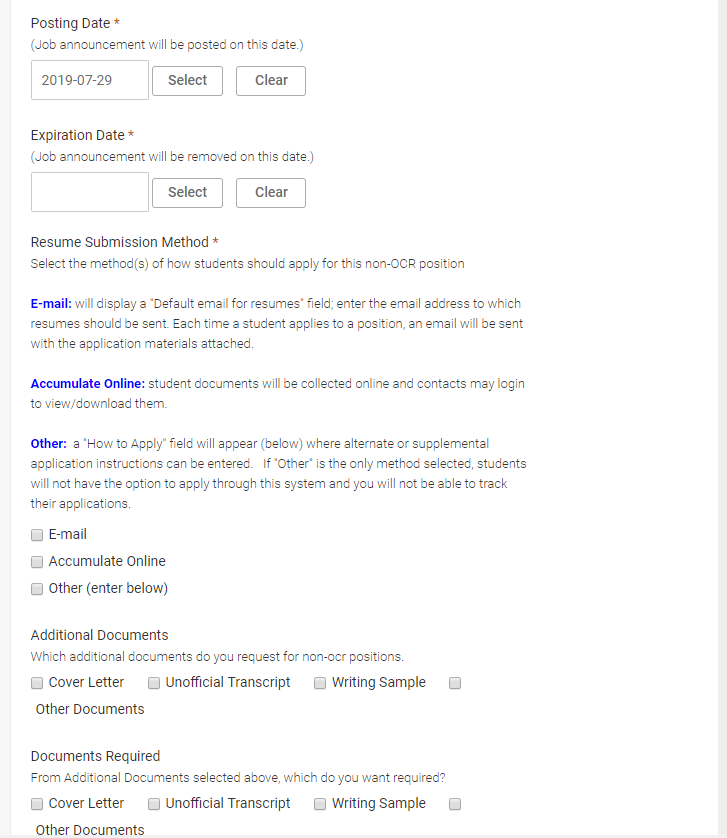 Posting Date *
(Job announcement will be posted on this date.)
2019-07-29 Select Clear
Expiration Date *
(Job announcement will be removed on this date.)
Select Clear
Resume Submission Method *
Select the method(s) of how students should apply for this non-OCR position
E-mail: will display a "Default email for resumes" field; enter the email address to which
resumes should be sent. Each time a student applies to a position, an email will be sent
with the application materials attached.
Accumulate Online: student documents will be collected online and contacts may login
to view/download them.
Other: a "How to Apply" field will appear (below) where alternate or supplemental
application instructions can be entered. If "Other" is the only method selected, students
will not have the option to apply through this system and you will not be able to track
their applications.
E-mail
Accumulate Online
Other (enter below)
Additional Documents
Which additional documents do you request for non-ocr positions.
Cover Letter Unofficial Transcript Writing Sample
Other Documents
Documents Required
From Additional Documents selected above, which do you want required?
Cover Letter Unofficial Transcript Writing Sample
Other Documents